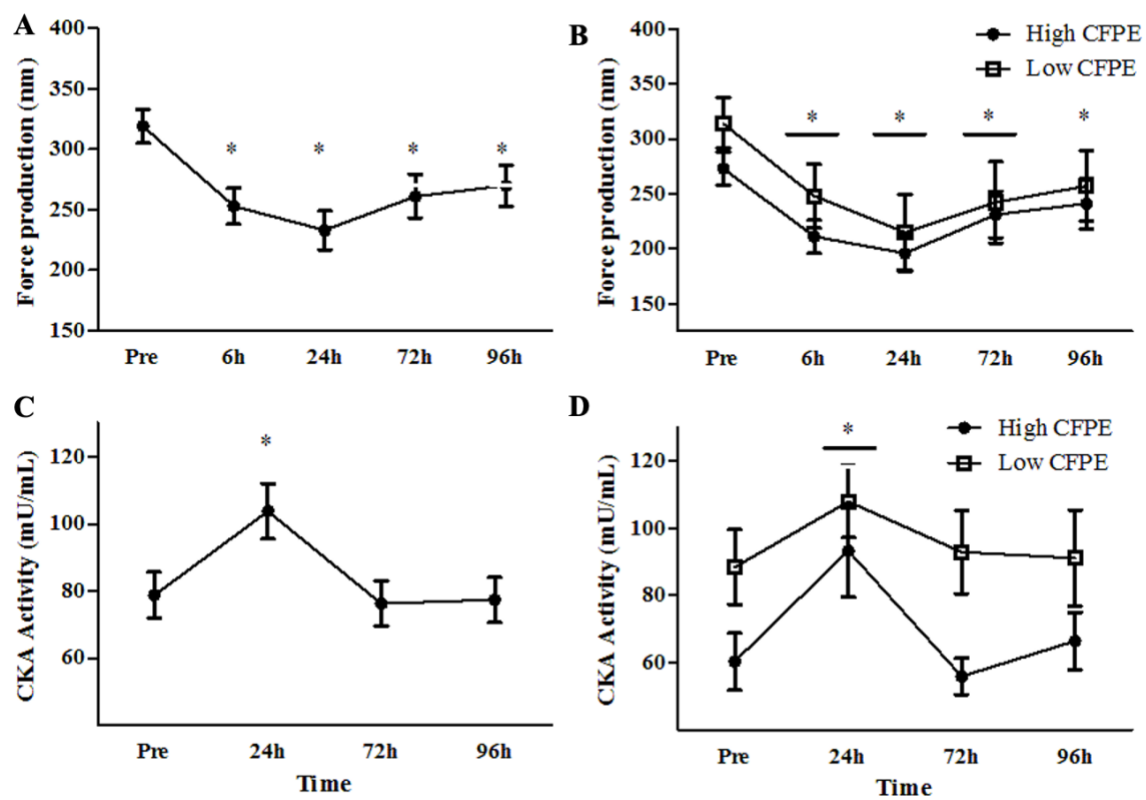 A
Force production (nm)
400
350
300
250
200
150
* * * *
Pre 6h 24h 72h 96h
B
Force production (nm)
400
350
300
250
200
150
High CFPE
Low CFPE
* * * *
Pre 6h 24h 72h 96h
C
CKA Activity (mU/mL)
120
100
80
60
*
Pre 24h 72h 96h
Time
D
CKA Activity (mU/mL)
120
100
80
60
High CFPE
Low CFPE
*
Pre 24h 72h 96h
Time